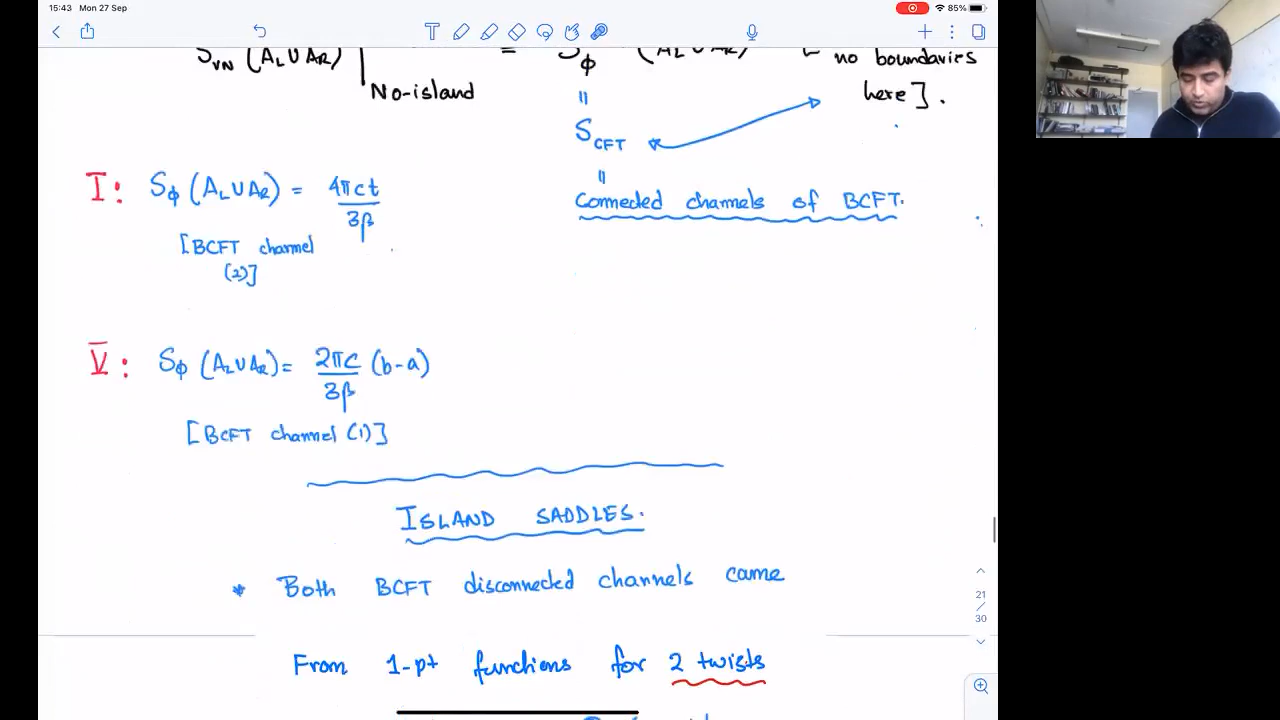 15:43 Mon 27 Sep
85%
S_VN (A_L ∪ A_R) | = S_ϕ (A_L ∪ A_R) [ no boundaries
No-island
here ].
"
S_CFT
"
Connected channels of BCFT.
I: S_ϕ (A_L ∪ A_R) = 4πct / 3β
[BCFT channel
(2)]
V: S_ϕ (A_L ∪ A_R) = 2πc / 3β (b-a)
[BCFT channel (1)]
ISLAND SADDLES.
* Both BCFT disconnected channels came
From 1-pt functions for 2 twists
21
/
30